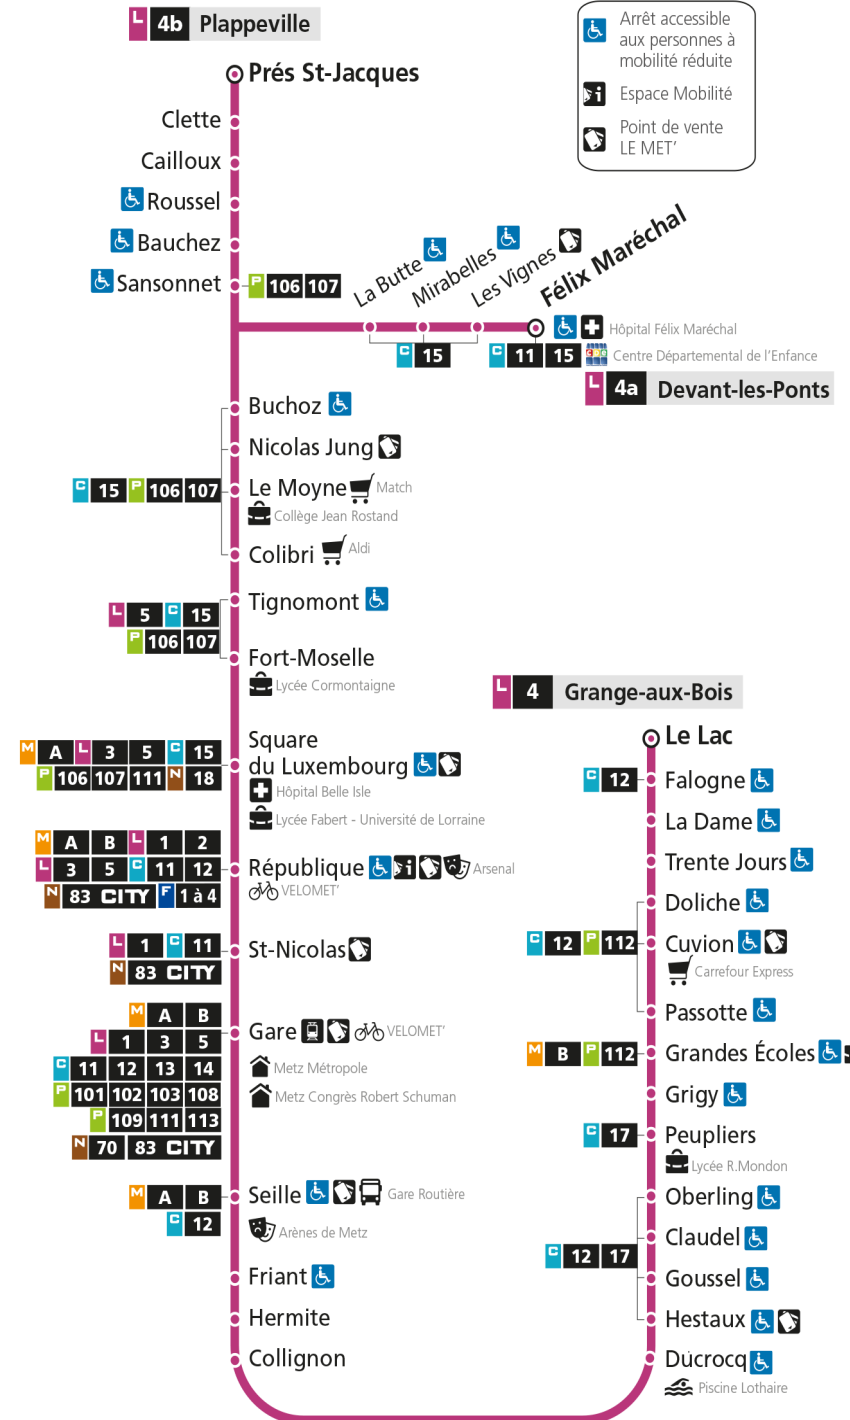 L 4b Plappeville
Arrêt accessible
aux personnes à
mobilité réduite
Espace Mobilité
Point de vente
LE MET'
Prés St-Jacques
Clette
Cailloux
Roussel
Bauchez
Sansonnet
P 106 107
La Butte
Mirabelles
Les Vignes
Félix Maréchal
Hôpital Félix Maréchal
C 15
C 11 15
Centre Départemental de l'Enfance
L 4a Devant-les-Ponts
Buchoz
Nicolas Jung
C 15 P 106 107
Le Moyne
Match
Collège Jean Rostand
Colibri
Aldi
Tignomont
L 5 C 15
P 106 107
Fort-Moselle
Lycée Cormontaigne
Square
du Luxembourg
M A L 3 5 C 15
P 106 107 111 N 18
Hôpital Belle Isle
Lycée Fabert - Université de Lorraine
M A B L 1 2
L 3 5 C 11 12
N 83 CITY F 1 à 4
République
Arsenal
VELOMET'
L 1 C 11
N 83 CITY
St-Nicolas
M A B
L 1 3 5
C 11 12 13 14
P 101 102 103 108
P 109 111 113
N 70 83 CITY
Gare
VELOMET'
Metz Métropole
Metz Congrès Robert Schuman
M A B
C 12
Seille
Gare Routière
Arènes de Metz
Friant
Hermite
Collignon
L 4 Grange-aux-Bois
Le Lac
C 12
Falogne
La Dame
Trente Jours
Doliche
C 12 P 112
Cuvion
Carrefour Express
Passotte
M B P 112
Grandes Écoles
Grigy
C 17
Peupliers
Lycée R.Mondon
Oberling
Claudel
C 12 17
Goussel
Hestaux
Ducrocq
Piscine Lothaire